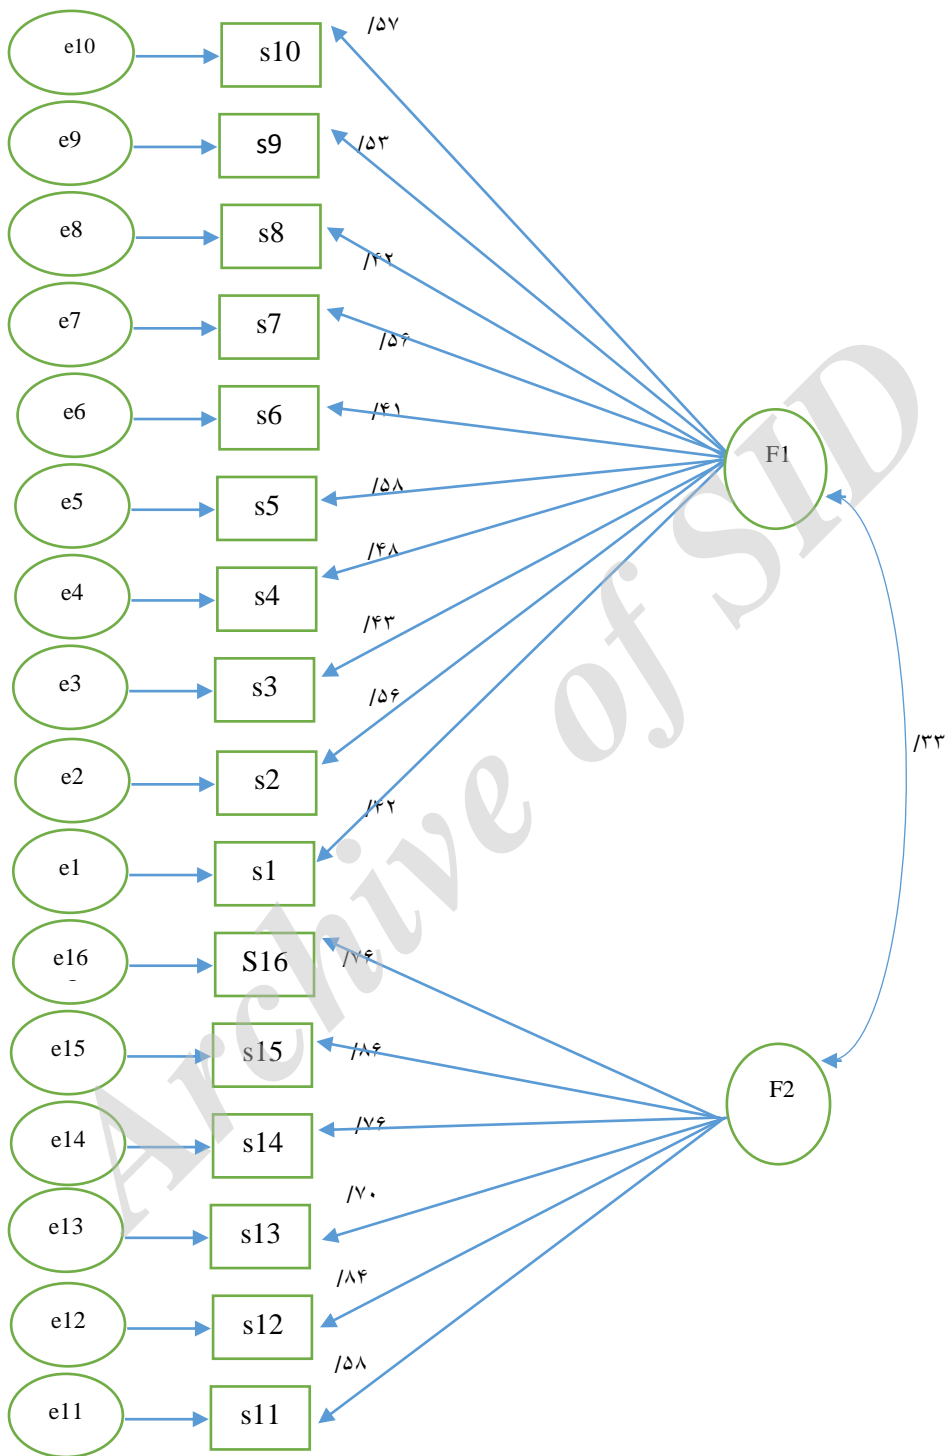 e10
s10
/۵۷
e9
s9
/۵۳
e8
s8
/۴۲
e7
s7
/۵۶
e6
s6
/۴۱
F1
e5
s5
/۵۸
e4
s4
/۴۸
e3
s3
/۴۳
e2
s2
/۵۶
/۳۳
e1
s1
/۴۲
e16
S16
/۷۶
e15
s15
/۸۶
F2
e14
s14
/۷۶
e13
s13
/۷۰
e12
s12
/۸۴
e11
s11
/۵۸
Archive of SID